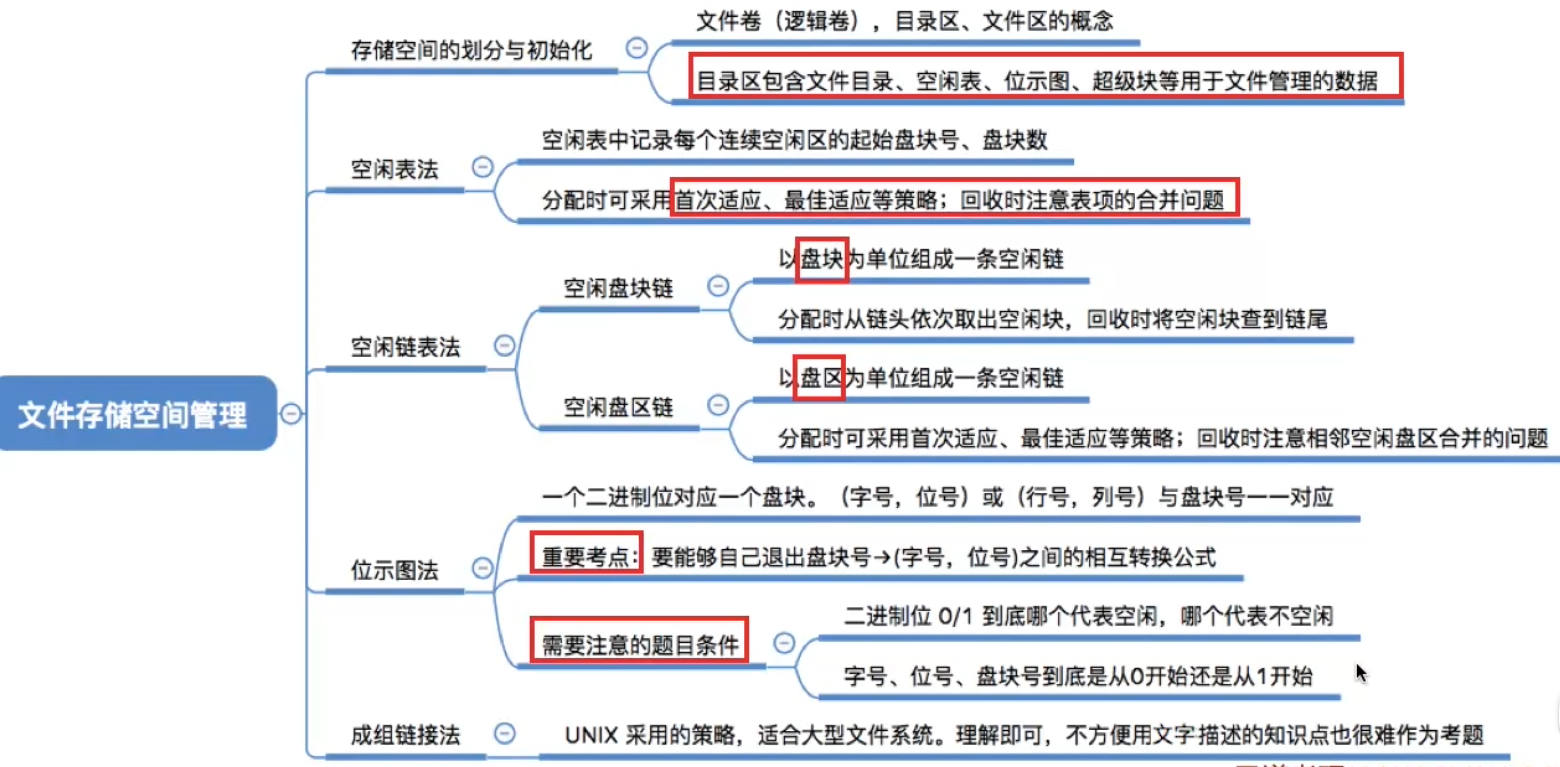 文件卷（逻辑卷），目录区、文件区的概念
存储空间的划分与初始化
目录区包含文件目录、空闲表、位示图、超级块等用于文件管理的数据
空闲表中记录每个连续空闲区的起始盘块号、盘块数
空闲表法
分配时可采用首次适应、最佳适应等策略；回收时注意表项的合并问题
以盘块为单位组成一条空闲链
空闲盘块链
分配时从链头依次取出空闲块，回收时将空闲块查到链尾
空闲链表法
以盘区为单位组成一条空闲链
空闲盘区链
分配时可采用首次适应、最佳适应等策略；回收时注意相邻空闲盘区合并的问题
文件存储空间管理
一个二进制位对应一个盘块。（字号，位号）或（行号，列号）与盘块号一一对应
重要考点：要能够自己退出盘块号→(字号，位号)之间的相互转换公式
位示图法
二进制位 0/1 到底哪个代表空闲，哪个代表不空闲
需要注意的题目条件
字号、位号、盘块号到底是从0开始还是从1开始
成组链接法
UNIX 采用的策略，适合大型文件系统。理解即可，不方便用文字描述的知识点也很难作为考题